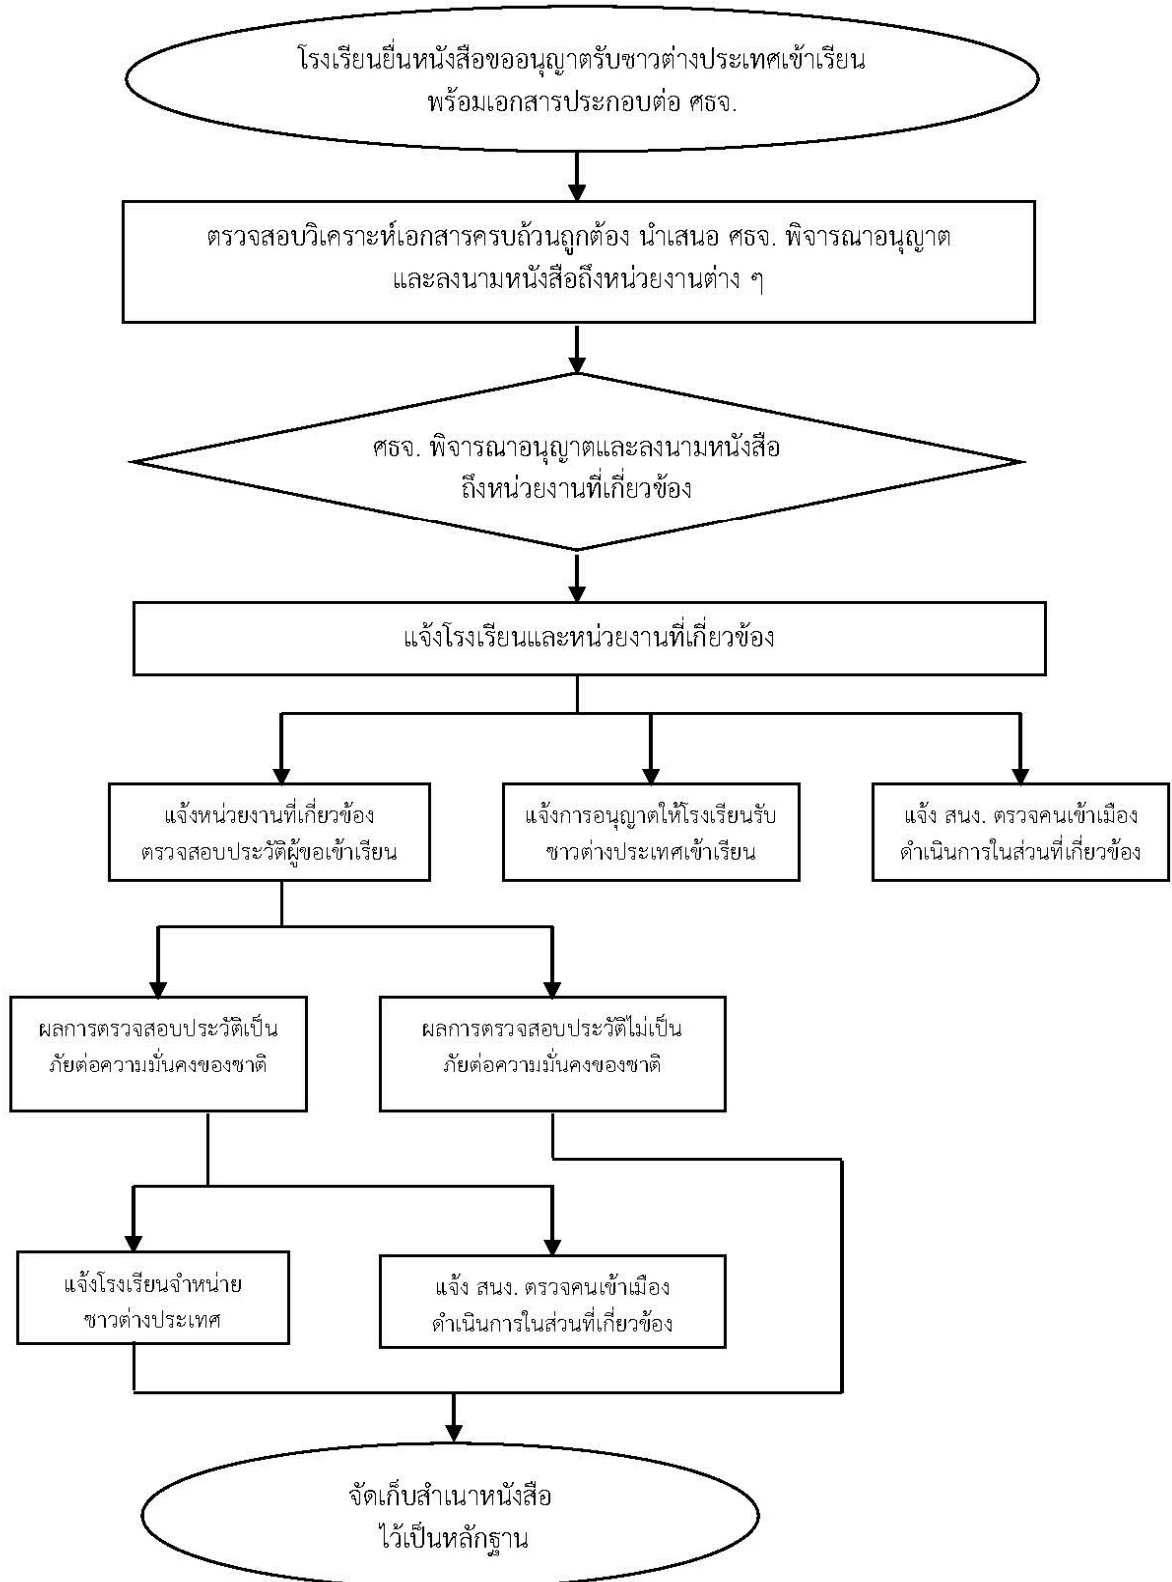 โรงเรียนยื่นหนังสือขออนุญาตรับชาวต่างประเทศเข้าเรียน
พร้อมเอกสารประกอบต่อ ศธจ.
ตรวจสอบวิเคราะห์เอกสารครบถ้วนถูกต้อง นำเสนอ ศธจ. พิจารณาอนุญาต
และลงนามหนังสือถึงหน่วยงานต่าง ๆ
ศธจ. พิจารณาอนุญาตและลงนามหนังสือ
ถึงหน่วยงานที่เกี่ยวข้อง
แจ้งโรงเรียนและหน่วยงานที่เกี่ยวข้อง
แจ้งหน่วยงานที่เกี่ยวข้อง
ตรวจสอบประวัติผู้ขอเข้าเรียน
แจ้งการอนุญาตให้โรงเรียนรับ
ชาวต่างประเทศเข้าเรียน
แจ้ง สนง. ตรวจคนเข้าเมือง
ดำเนินการในส่วนที่เกี่ยวข้อง
ผลการตรวจสอบประวัติเป็น
ภัยต่อความมั่นคงของชาติ
ผลการตรวจสอบประวัติไม่เป็น
ภัยต่อความมั่นคงของชาติ
แจ้งโรงเรียนจำหน่าย
ชาวต่างประเทศ
แจ้ง สนง. ตรวจคนเข้าเมือง
ดำเนินการในส่วนที่เกี่ยวข้อง
จัดเก็บสำเนาหนังสือ
ไว้เป็นหลักฐาน